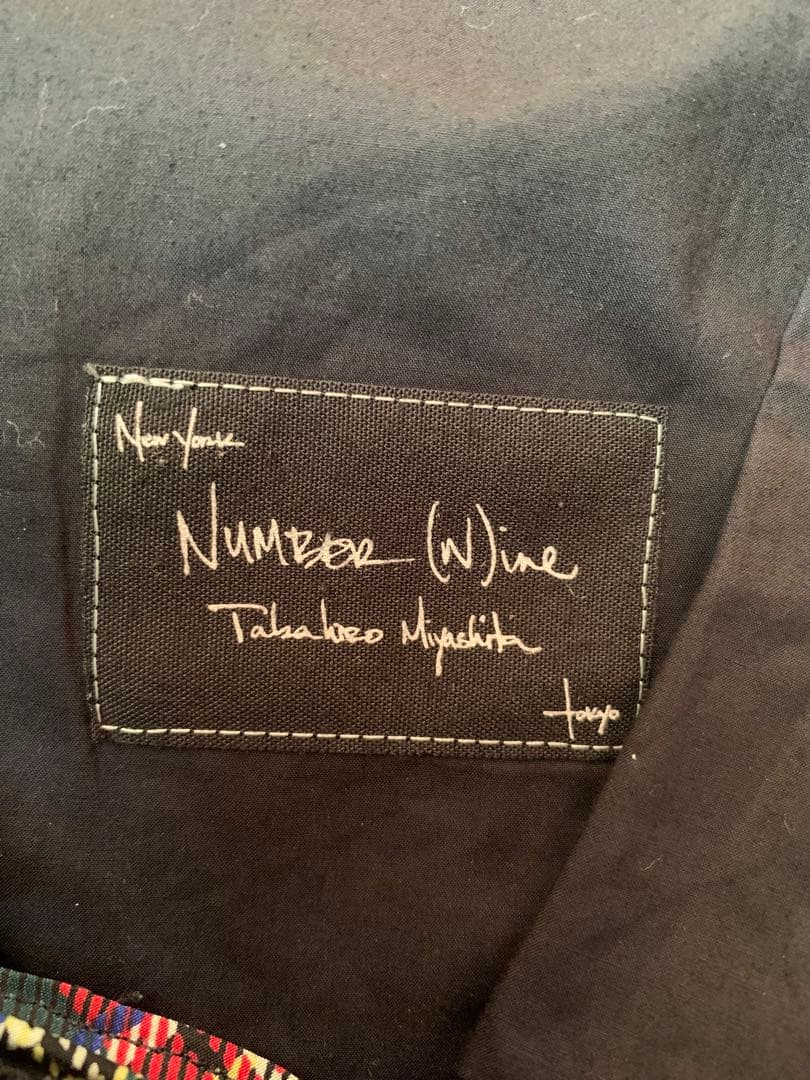 New York
NUMBER (N)ine
Takahiro Miyashita
tokyo